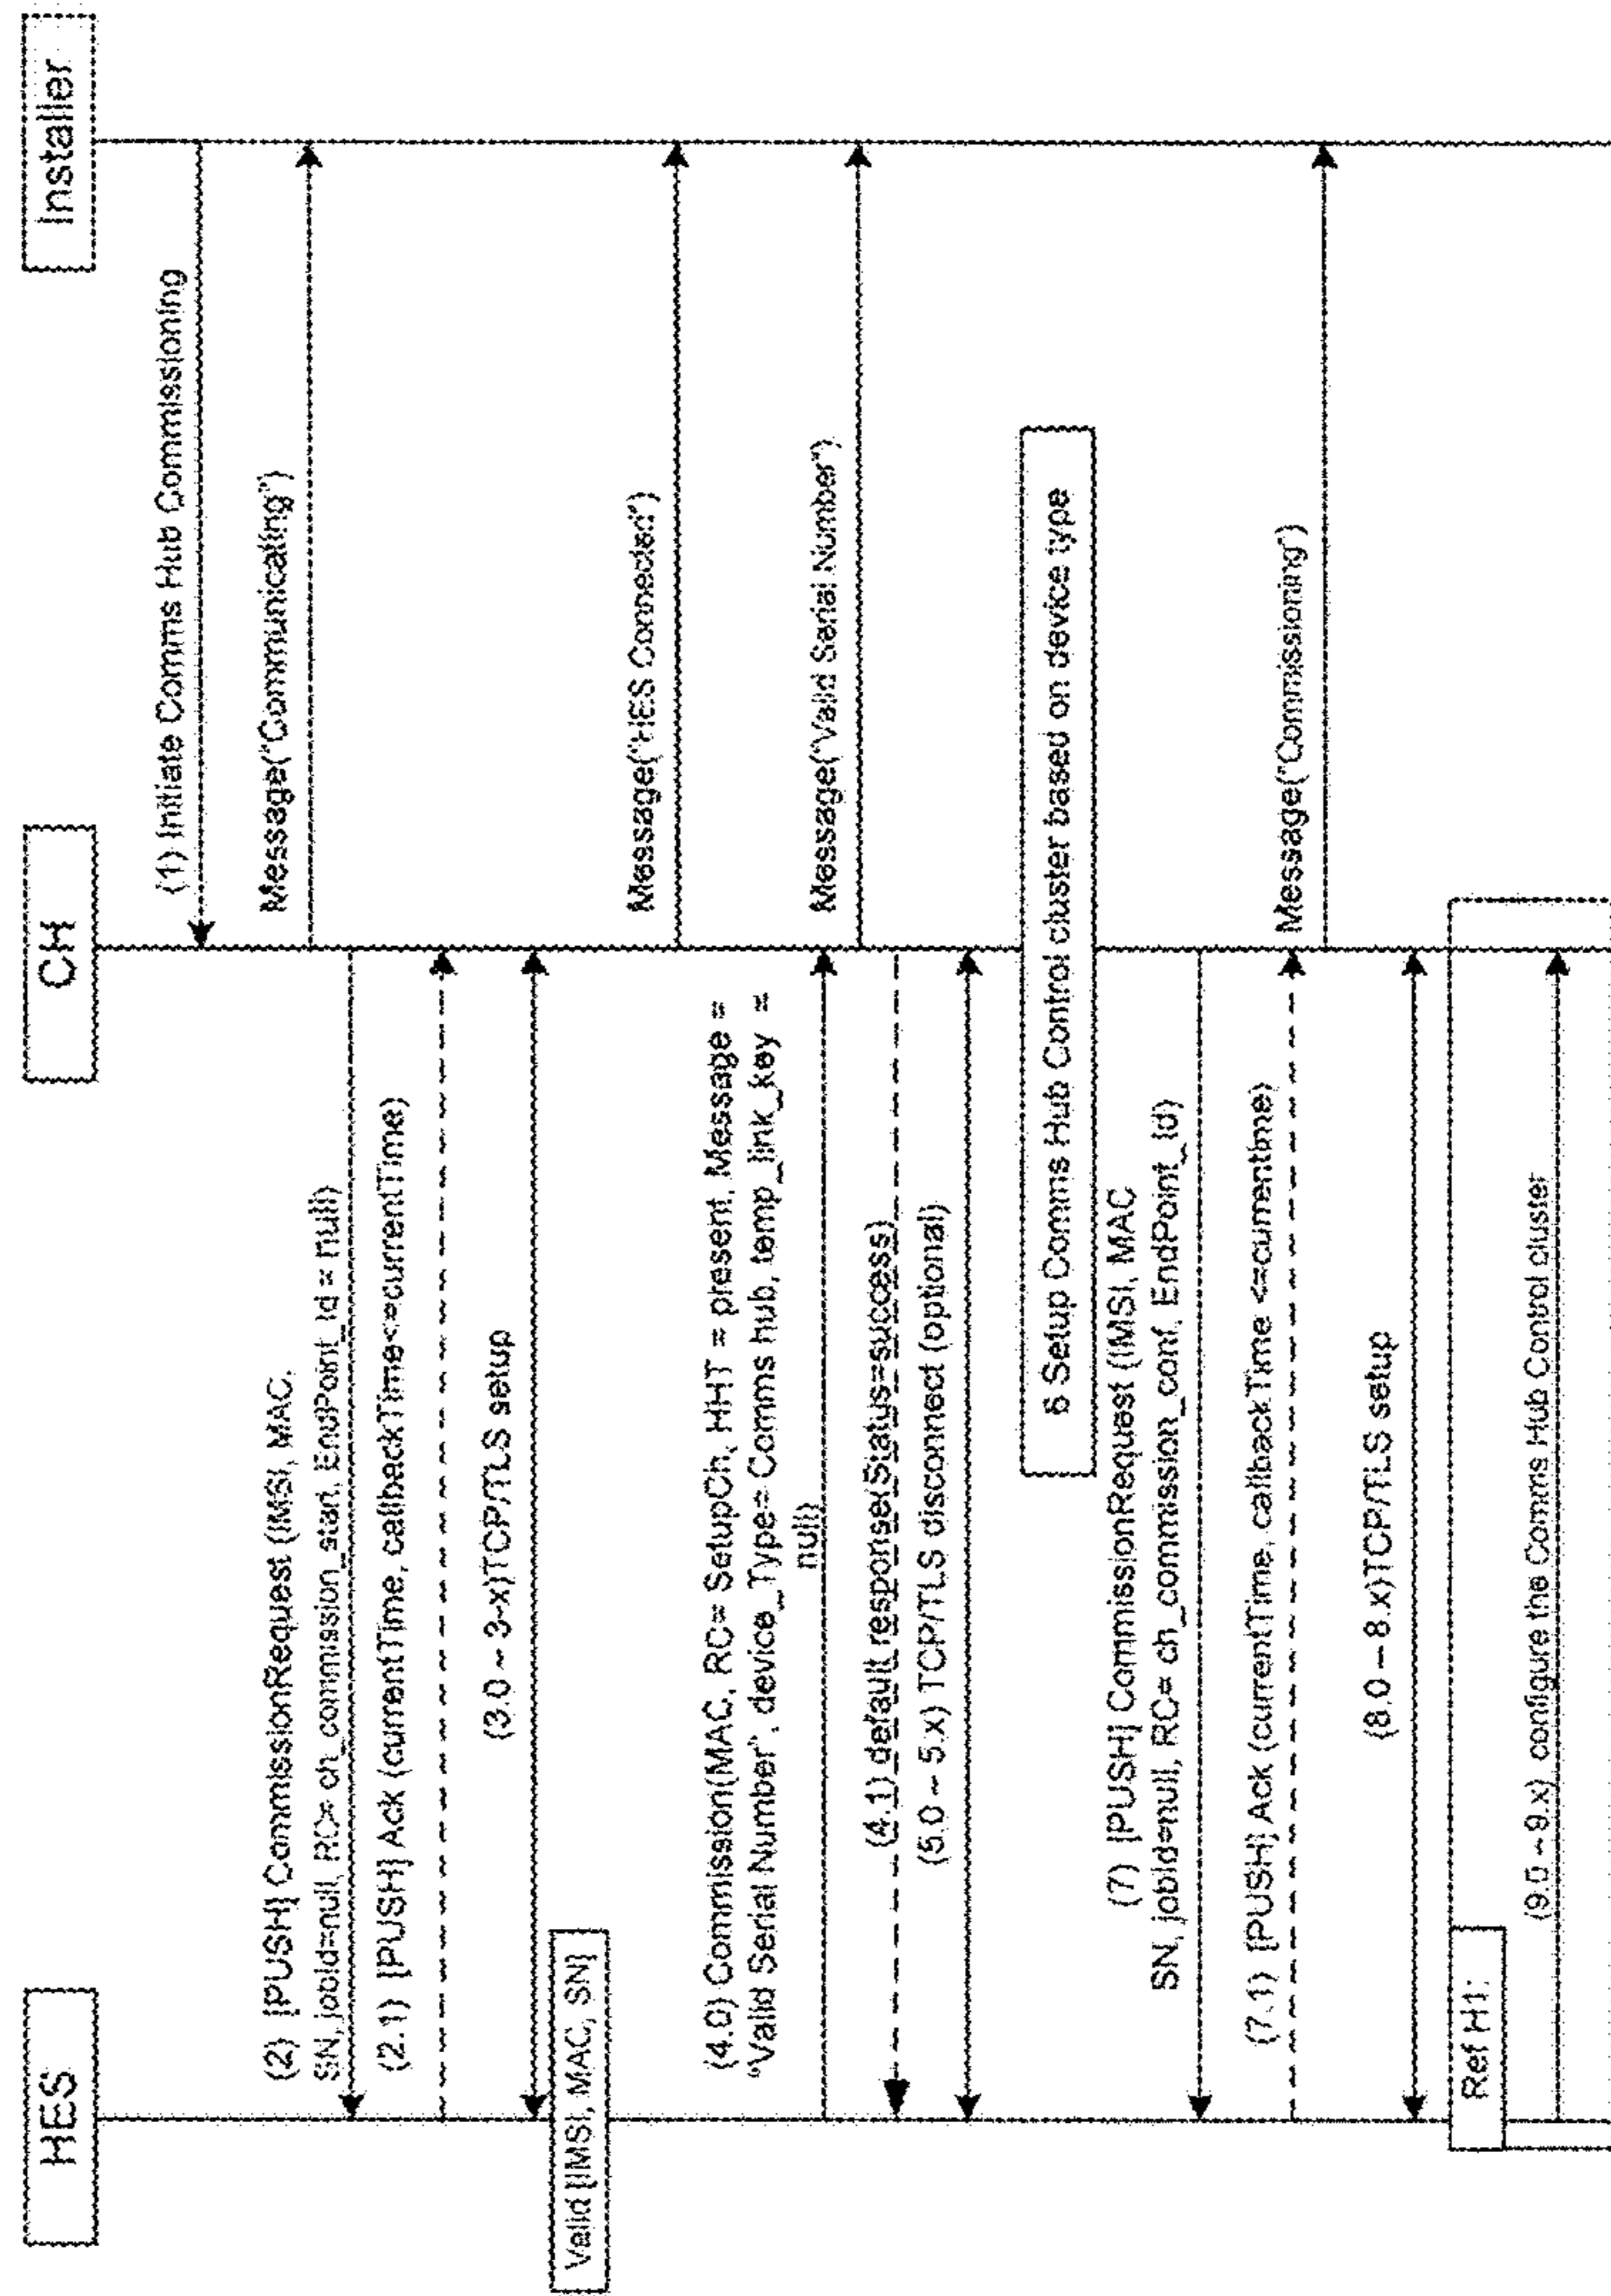 HES
CH
Installer
(1) Initiate Comms Hub Commissioning
Message("Communicating")
(2) [PUSH] CommissionRequest (IMSI, MAC,
SN, jobId=null, RC= ch_commission_start, EndPoint_Id = null)
(2.1) [PUSH] Ack (currentTime, callbackTime<=currentTime)
(3.0 ~ 3-x)TCP/TLS setup
Valid [IMSI, MAC, SN]
Message("HES Connected")
(4.0) Commission(MAC, RC= SetupCh, HHT = present, Message =
"Valid Serial Number", device_Type= Comms hub, temp_link_key =
null)
Message("Valid Serial Number")
(4.1) default response(Status=success)
(5.0 ~ 5.x) TCP/TLS disconnect (optional)
6 Setup Comms Hub Control cluster based on device type
(7) [PUSH] CommissionRequest (IMSI, MAC
SN, jobId=null, RC= ch_commission_conf, EndPoint_Id)
(7.1) [PUSH] Ack (currentTime, callbackTime <=currentime)
Message("Commissioning")
(8.0 – 8.x)TCP/TLS setup
Ref H1:
(9.0 ~ 9.x) configure the Comms Hub Control cluster